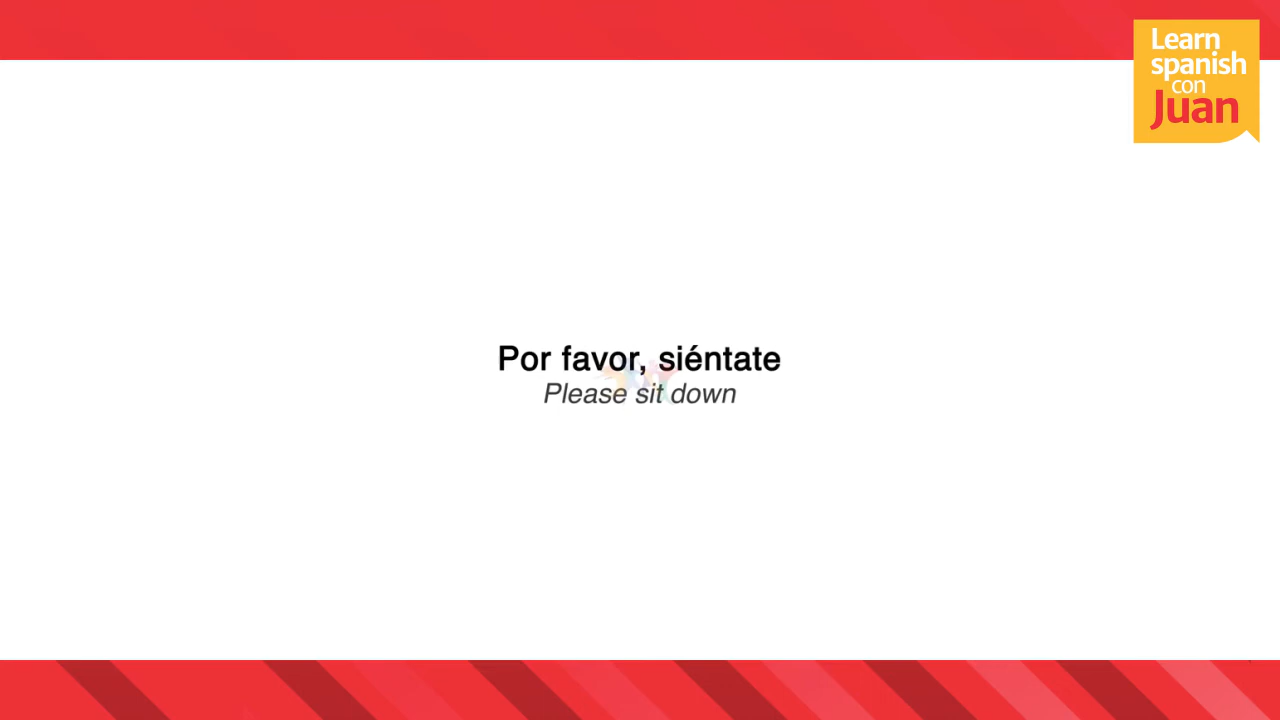 Learn
spanish
con
Juan
Por favor, siéntate
Please sit down